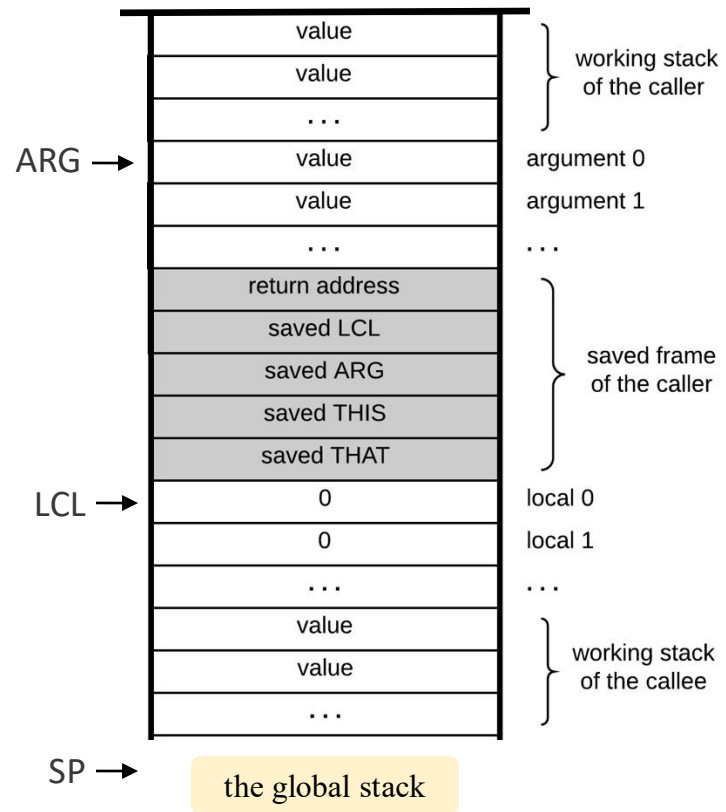 value
value
working stack
of the caller
...
ARG
value
argument 0
value
argument 1
...
...
return address
saved LCL
saved ARG
saved frame
of the caller
saved THIS
saved THAT
LCL
0
local 0
0
local 1
...
...
value
value
working stack
of the callee
...
SP
the global stack